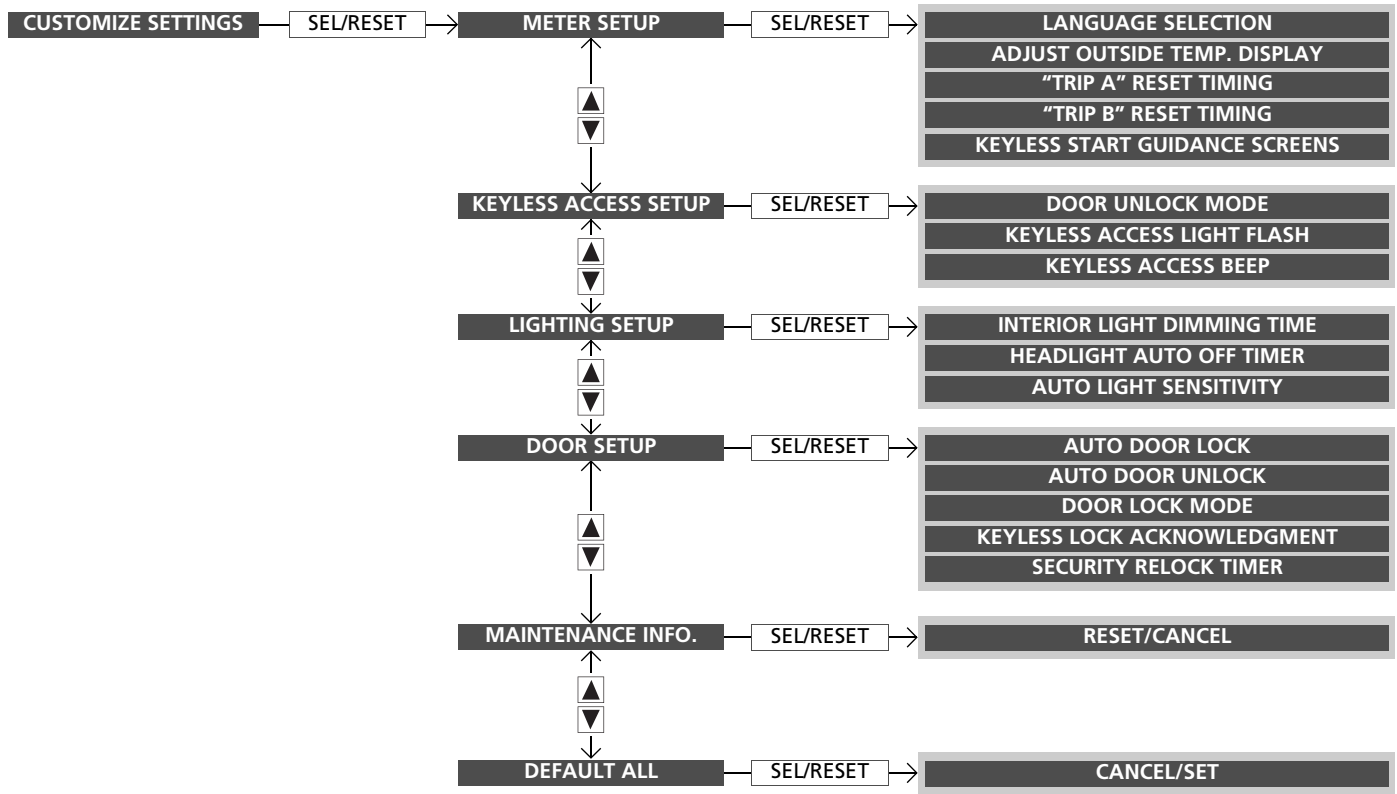 CUSTOMIZE SETTINGS SEL/RESET METER SETUP SEL/RESET LANGUAGE SELECTION
ADJUST OUTSIDE TEMP. DISPLAY
“TRIP A” RESET TIMING
“TRIP B” RESET TIMING
KEYLESS START GUIDANCE SCREENS
KEYLESS ACCESS SETUP SEL/RESET DOOR UNLOCK MODE
KEYLESS ACCESS LIGHT FLASH
KEYLESS ACCESS BEEP
LIGHTING SETUP SEL/RESET INTERIOR LIGHT DIMMING TIME
HEADLIGHT AUTO OFF TIMER
AUTO LIGHT SENSITIVITY
DOOR SETUP SEL/RESET AUTO DOOR LOCK
AUTO DOOR UNLOCK
DOOR LOCK MODE
KEYLESS LOCK ACKNOWLEDGMENT
SECURITY RELOCK TIMER
MAINTENANCE INFO. SEL/RESET RESET/CANCEL
DEFAULT ALL SEL/RESET CANCEL/SET